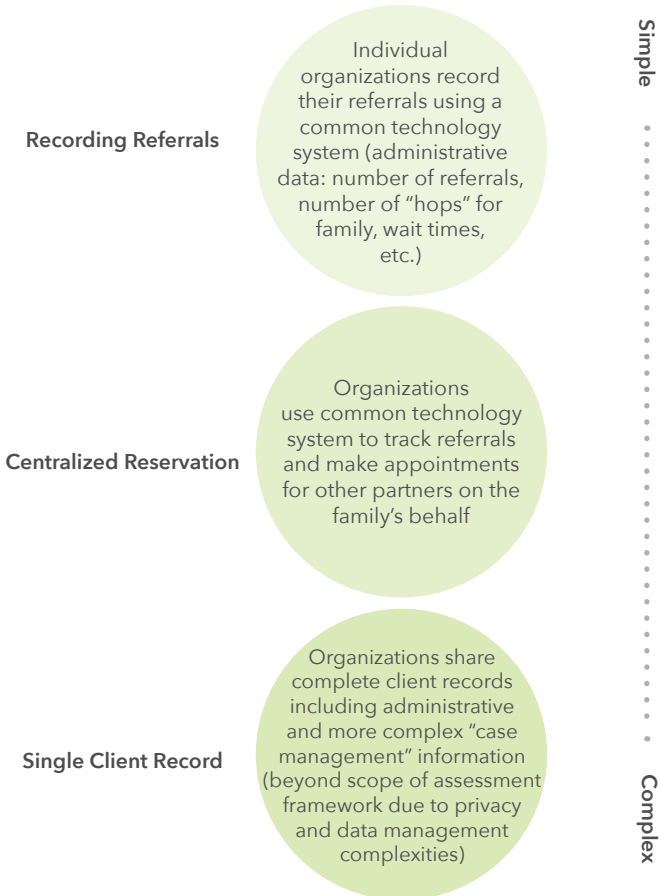 Simple
Recording Referrals
Individual
organizations record
their referrals using a
common technology
system (administrative
data: number of referrals,
number of “hops” for
family, wait times,
etc.)
Centralized Reservation
Organizations
use common technology
system to track referrals
and make appointments
for other partners on the
family’s behalf
Single Client Record
Organizations share
complete client records
including administrative
and more complex “case
management” information
(beyond scope of assessment
framework due to privacy
and data management
complexities)
Complex